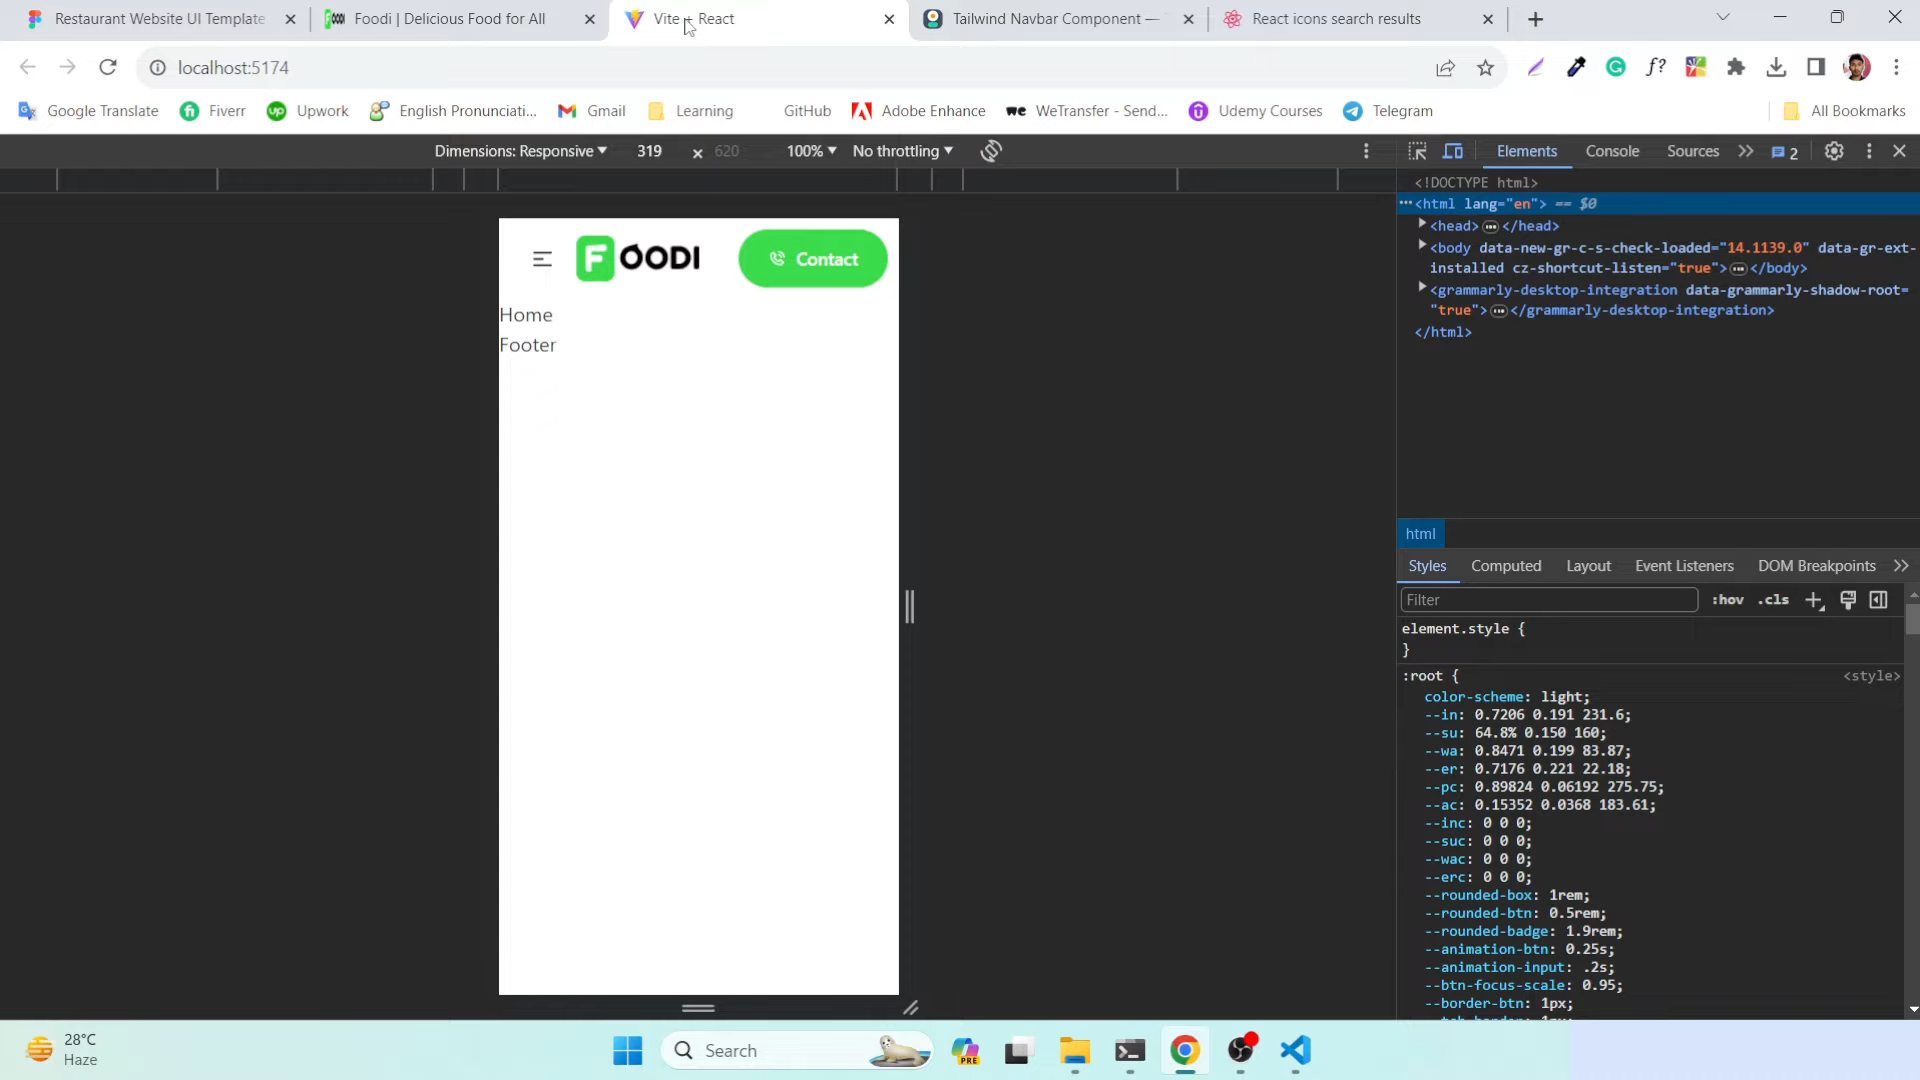 Restaurant Website UI Template
Foodi | Delicious Food for All
Vite + React
Tailwind Navbar Component —
React icons search results
localhost:5174
Google Translate
Fiverr
Upwork
English Pronunciati...
Gmail
Learning
GitHub
Adobe Enhance
WeTransfer - Send...
Udemy Courses
Telegram
All Bookmarks
Dimensions: Responsive
319
620
100%
No throttling
Elements
Console
Sources
2
FOODI
Contact
Home
Footer
<!DOCTYPE html>
<html lang="en"> == $0
<head> </head>
<body data-new-gr-c-s-check-loaded="14.1139.0" data-gr-ext-
installed cz-shortcut-listen="true"> </body>
<grammarly-desktop-integration data-grammarly-shadow-root=
"true"> </grammarly-desktop-integration>
</html>
html
Styles
Computed
Layout
Event Listeners
DOM Breakpoints
Filter
:hov
.cls
element.style {
}
:root {
<style>
color-scheme: light;
--in: 0.7206 0.191 231.6;
--su: 64.8% 0.150 160;
--wa: 0.8471 0.199 83.87;
--er: 0.7176 0.221 22.18;
--pc: 0.89824 0.06192 275.75;
--ac: 0.15352 0.0368 183.61;
--inc: 0 0 0;
--suc: 0 0 0;
--wac: 0 0 0;
--erc: 0 0 0;
--rounded-box: 1rem;
--rounded-btn: 0.5rem;
--rounded-badge: 1.9rem;
--animation-btn: 0.25s;
--animation-input: .2s;
--btn-focus-scale: 0.95;
--border-btn: 1px;
28°C
Haze
Search
PRE